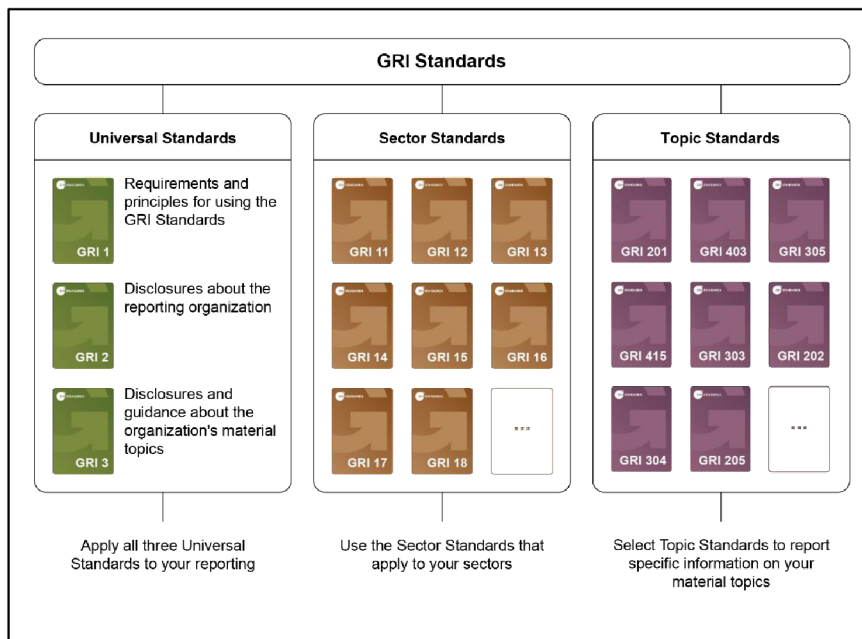 GRI Standards
Universal Standards
GRI 1
Requirements and
principles for using the
GRI Standards
GRI 2
Disclosures about the
reporting organization
GRI 3
Disclosures and
guidance about the
organization's material
topics
Apply all three Universal
Standards to your reporting
Sector Standards
GRI 11
GRI 12
GRI 13
GRI 14
GRI 15
GRI 16
GRI 17
GRI 18
...
Use the Sector Standards that
apply to your sectors
Topic Standards
GRI 201
GRI 403
GRI 305
GRI 415
GRI 303
GRI 202
GRI 304
GRI 205
...
Select Topic Standards to report
specific information on your
material topics